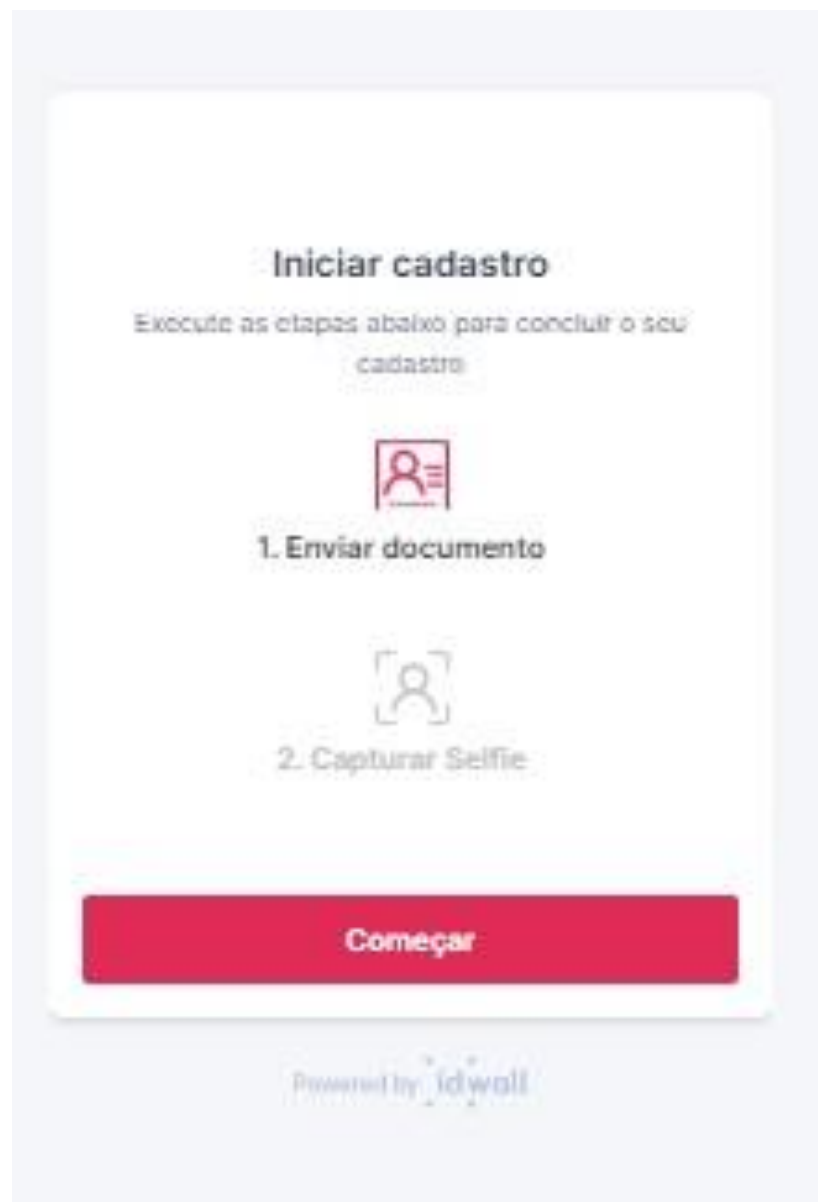 Iniciar cadastro
Execute as etapas abaixo para concluir o seu
cadastro
1. Enviar documento
2. Capturar Selfie
Começar
Powered by idwall